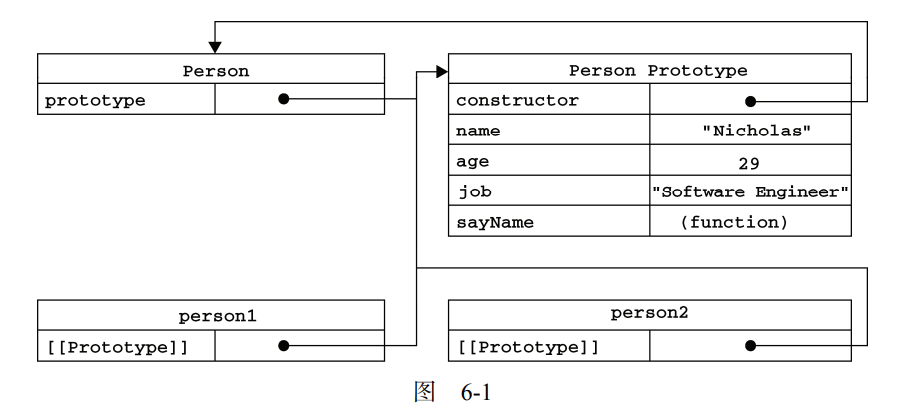 Person
prototype
Person Prototype
constructor
name "Nicholas"
age 29
job "Software Engineer"
sayName (function)
person1
[[Prototype]]
person2
[[Prototype]]
图 6-1